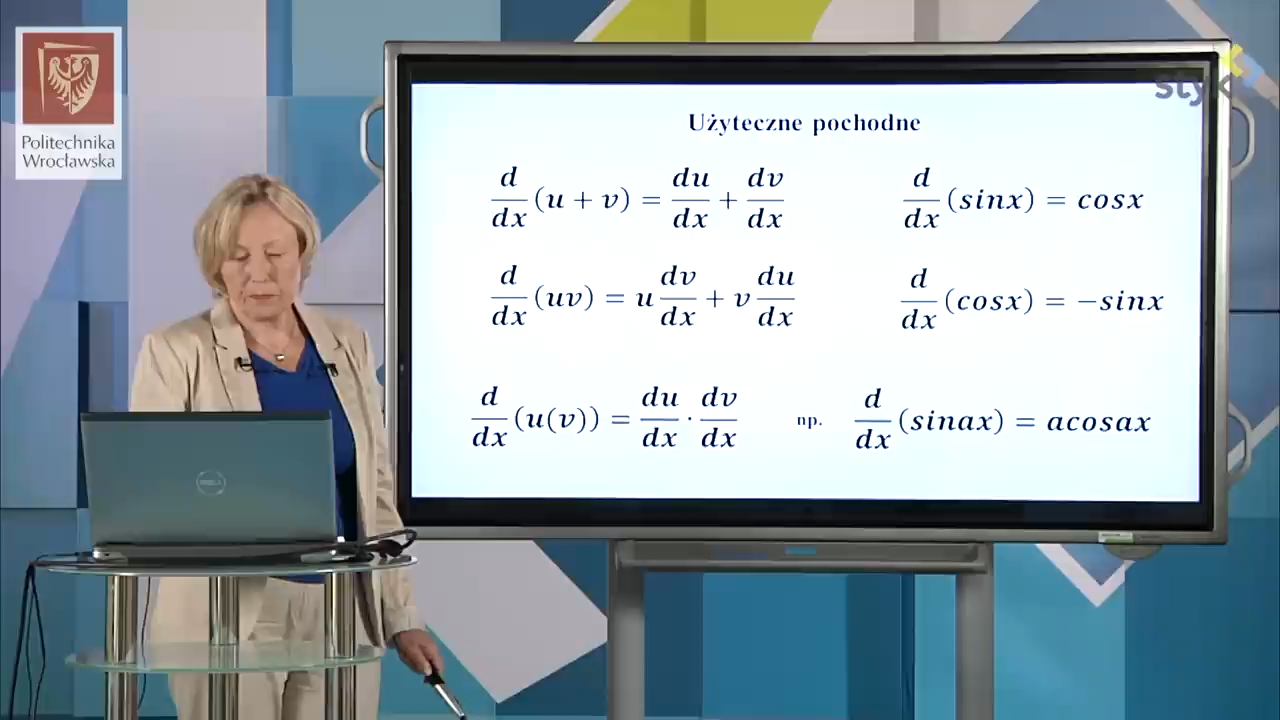 Politechnika
Wrocławska
styk
Użyteczne pochodne
d/dx (u + v) = du/dx + dv/dx
d/dx (sinx) = cosx
d/dx (uv) = u dv/dx + v du/dx
d/dx (cosx) = −sinx
d/dx (u(v)) = du/dx · dv/dx
np. d/dx (sinax) = acosax
DELL